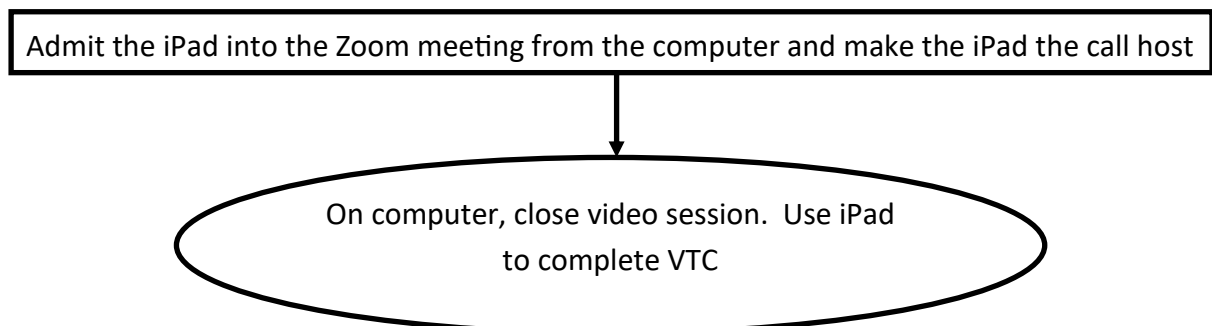 Admit the iPad into the Zoom meeting from the computer and make the iPad the call host
On computer, close video session.  Use iPad
to complete VTC